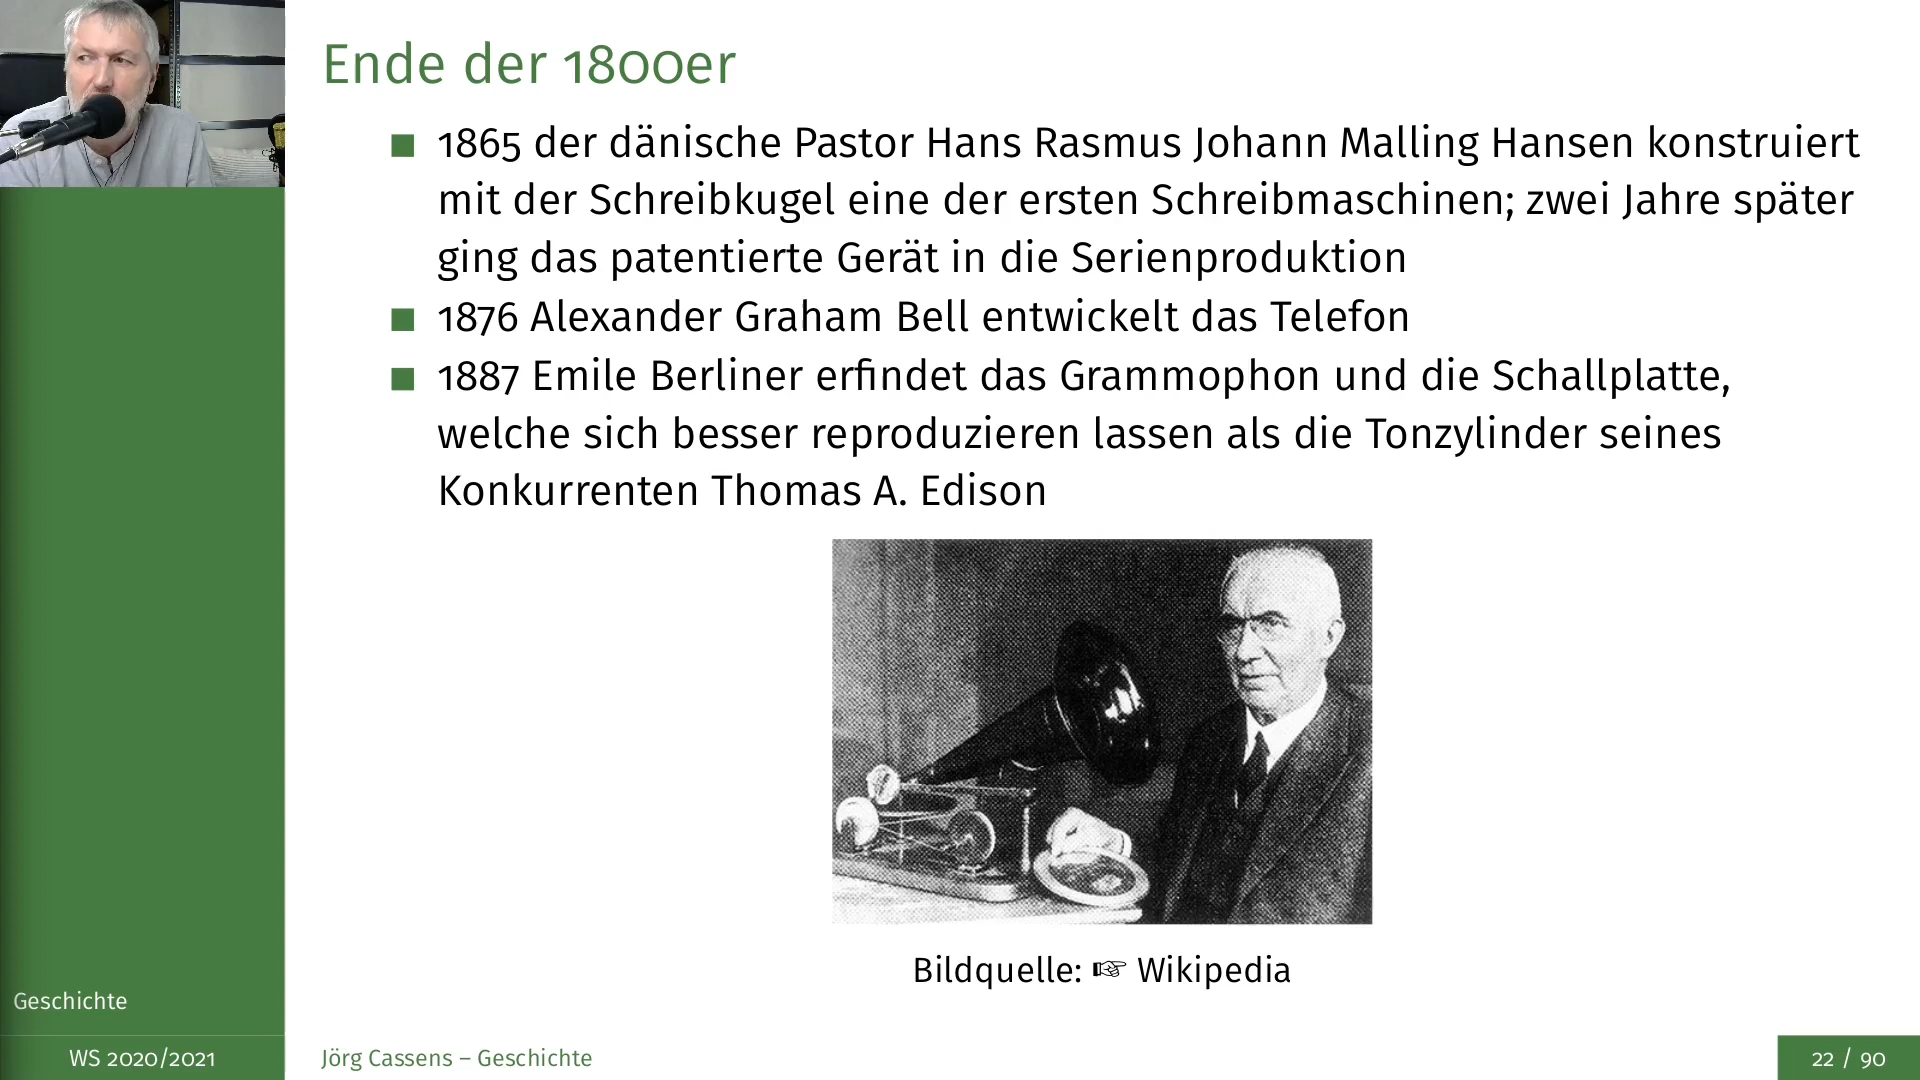 Ende der 1800er
■ 1865 der dänische Pastor Hans Rasmus Johann Malling Hansen konstruiert
mit der Schreibkugel eine der ersten Schreibmaschinen; zwei Jahre später
ging das patentierte Gerät in die Serienproduktion
■ 1876 Alexander Graham Bell entwickelt das Telefon
■ 1887 Emile Berliner erfindet das Grammophon und die Schallplatte,
welche sich besser reproduzieren lassen als die Tonzylinder seines
Konkurrenten Thomas A. Edison
Bildquelle: ☞ Wikipedia
Geschichte
WS 2020/2021
Jörg Cassens – Geschichte
22 / 90